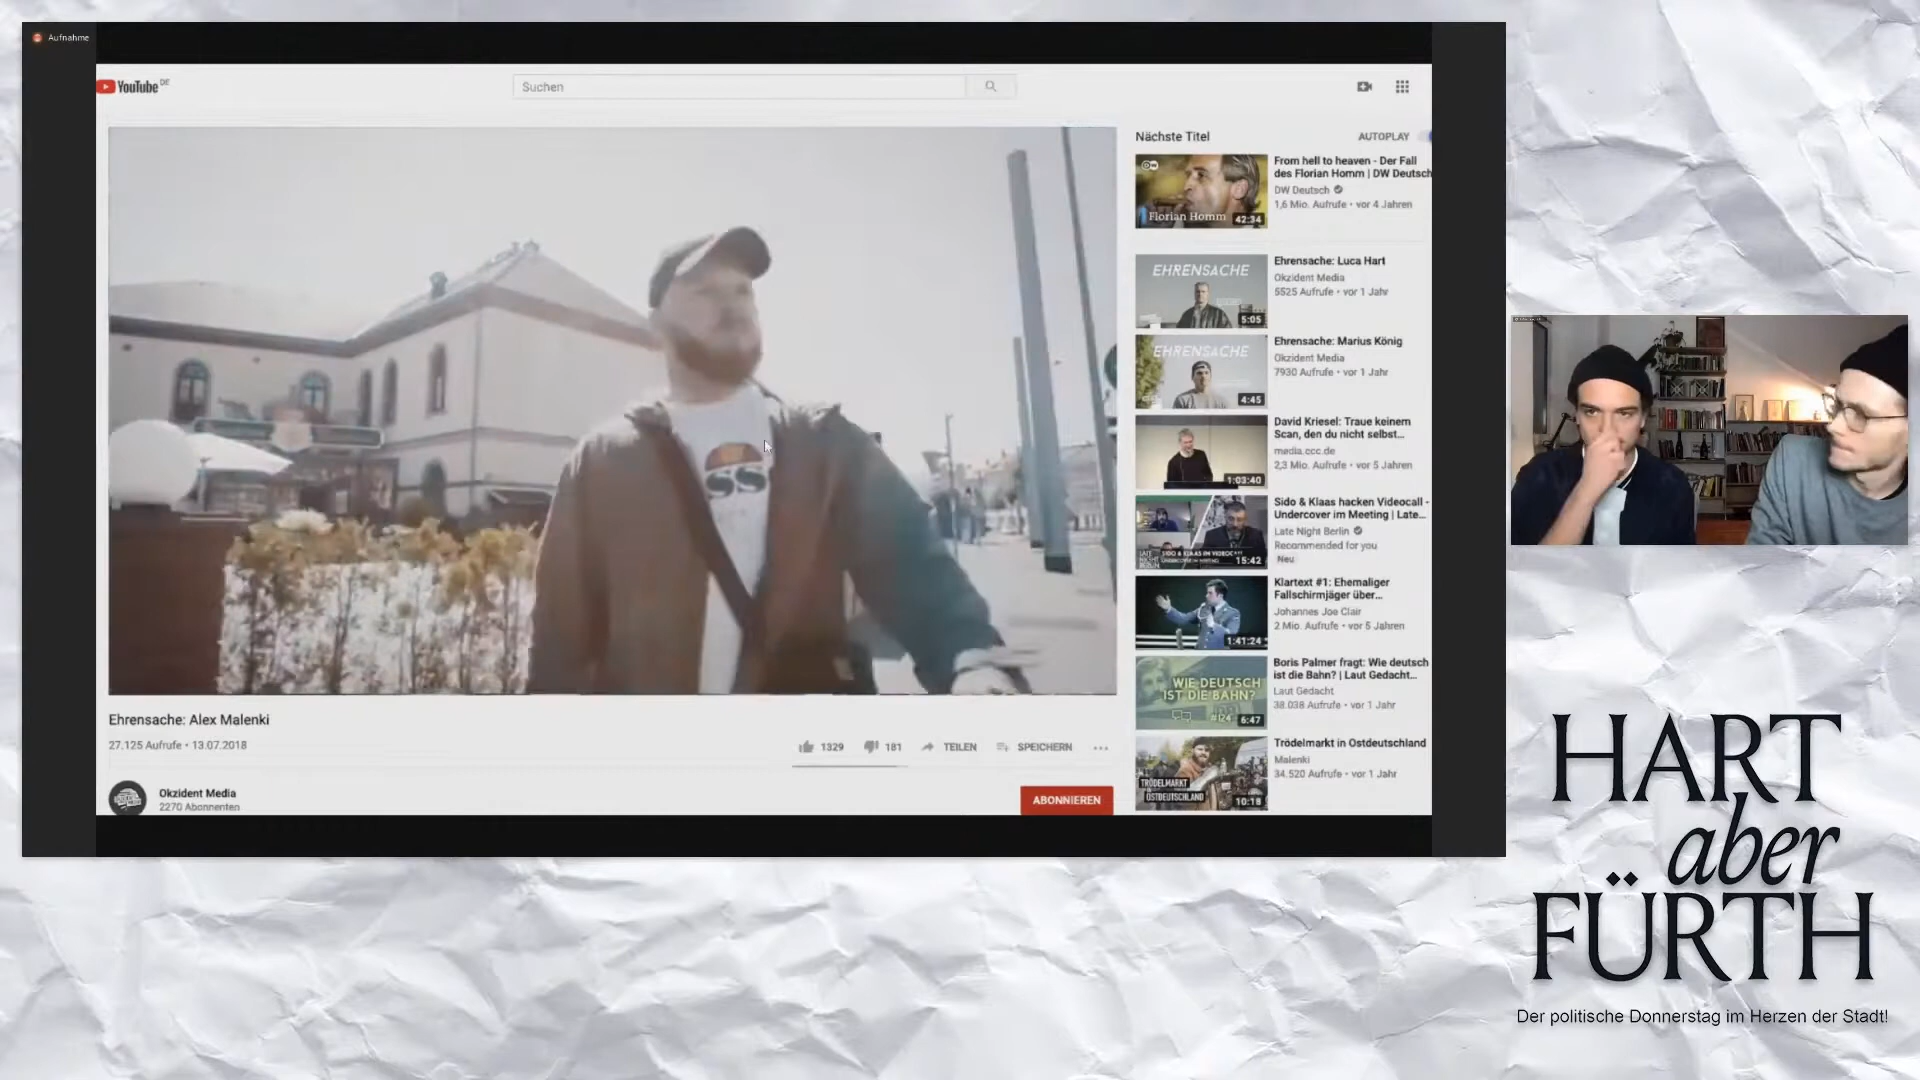 Aufnahme
YouTube DE
Suchen
SS
Ehrensache: Alex Malenki
27.125 Aufrufe • 13.07.2018
1329
181
TEILEN
SPEICHERN
Okzident Media
2270 Abonnenten
ABONNIEREN
Nächste Titel
AUTOPLAY
Florian Homm
42:34
From hell to heaven - Der Fall
des Florian Homm | DW Deutsch
DW Deutsch
1,6 Mio. Aufrufe • vor 4 Jahren
EHRENSACHE
5:05
Ehrensache: Luca Hart
Okzident Media
5525 Aufrufe • vor 1 Jahr
EHRENSACHE
4:45
Ehrensache: Marius König
Okzident Media
7930 Aufrufe • vor 1 Jahr
1:03:40
David Kriesel: Traue keinem
Scan, den du nicht selbst...
media.ccc.de
2,3 Mio. Aufrufe • vor 5 Jahren
15:42
Sido & Klaas hacken Videocall -
Undercover im Meeting | Late...
Late Night Berlin
Recommended for you
Neu
1:41:24
Klartext #1: Ehemaliger
Fallschirmjäger über...
Johannes Joe Clair
2 Mio. Aufrufe • vor 5 Jahren
WIE DEUTSCH
IST DIE BAHN?
#124
6:47
Boris Palmer fragt: Wie deutsch
ist die Bahn? | Laut Gedacht...
Laut Gedacht
38.038 Aufrufe • vor 1 Jahr
TRÖDELMARKT
IN OSTDEUTSCHLAND
10:18
Trödelmarkt in Ostdeutschland
Malenki
34.520 Aufrufe • vor 1 Jahr
HART
aber
FÜRTH
Der politische Donnerstag im Herzen der Stadt!